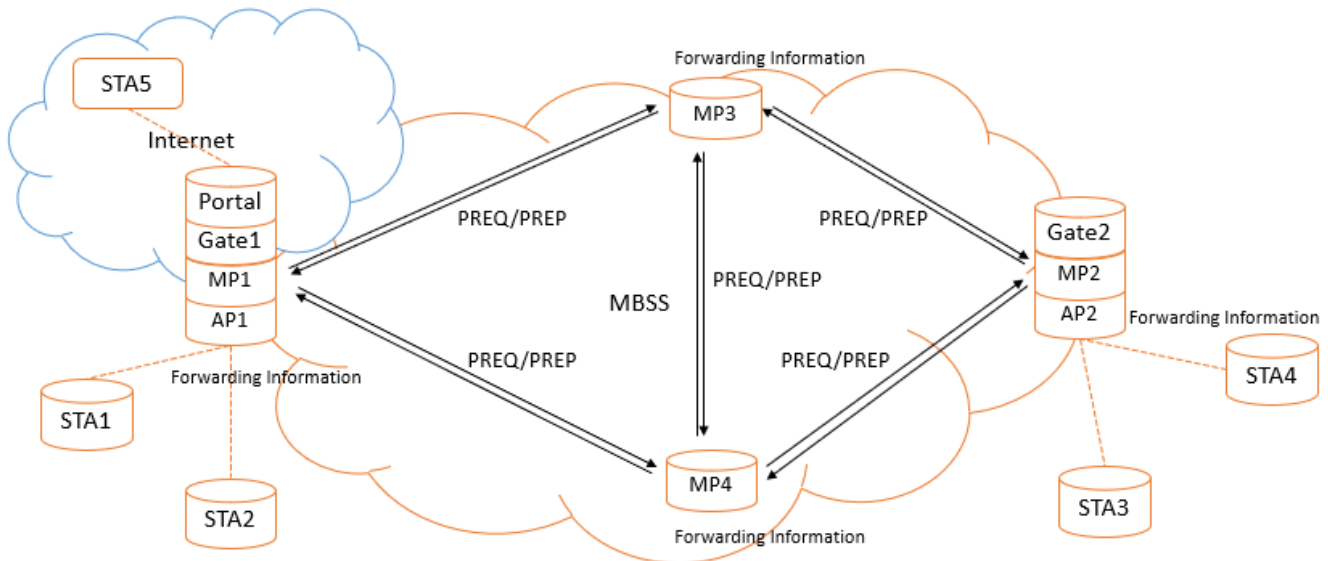 Forwarding Information
STA5
MP3
Internet
Portal
Gate1
MP1
AP1
PREQ/PREP
PREQ/PREP
Gate2
MP2
AP2
PREQ/PREP
MBSS
Forwarding Information
PREQ/PREP
PREQ/PREP
Forwarding Information
STA4
STA1
MP4
STA3
STA2
Forwarding Information